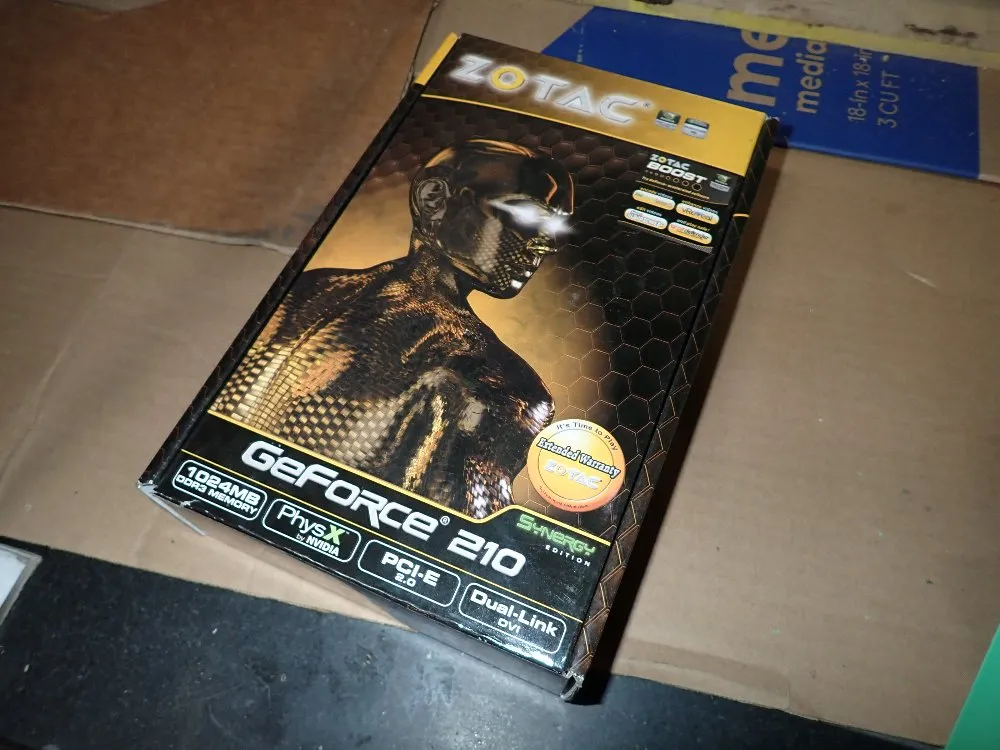 ZOTAC
me
media
18-in x 18-in
3 CU FT
ZOTAC
BOOST
It's Time to Play
Extended Warranty
ZOTAC
GeForce® 210
SYNERGY
EDITION
1024MB
DDR3 MEMORY
PhysX
by NVIDIA
PCI-E
2.0
Dual-Link
DVI